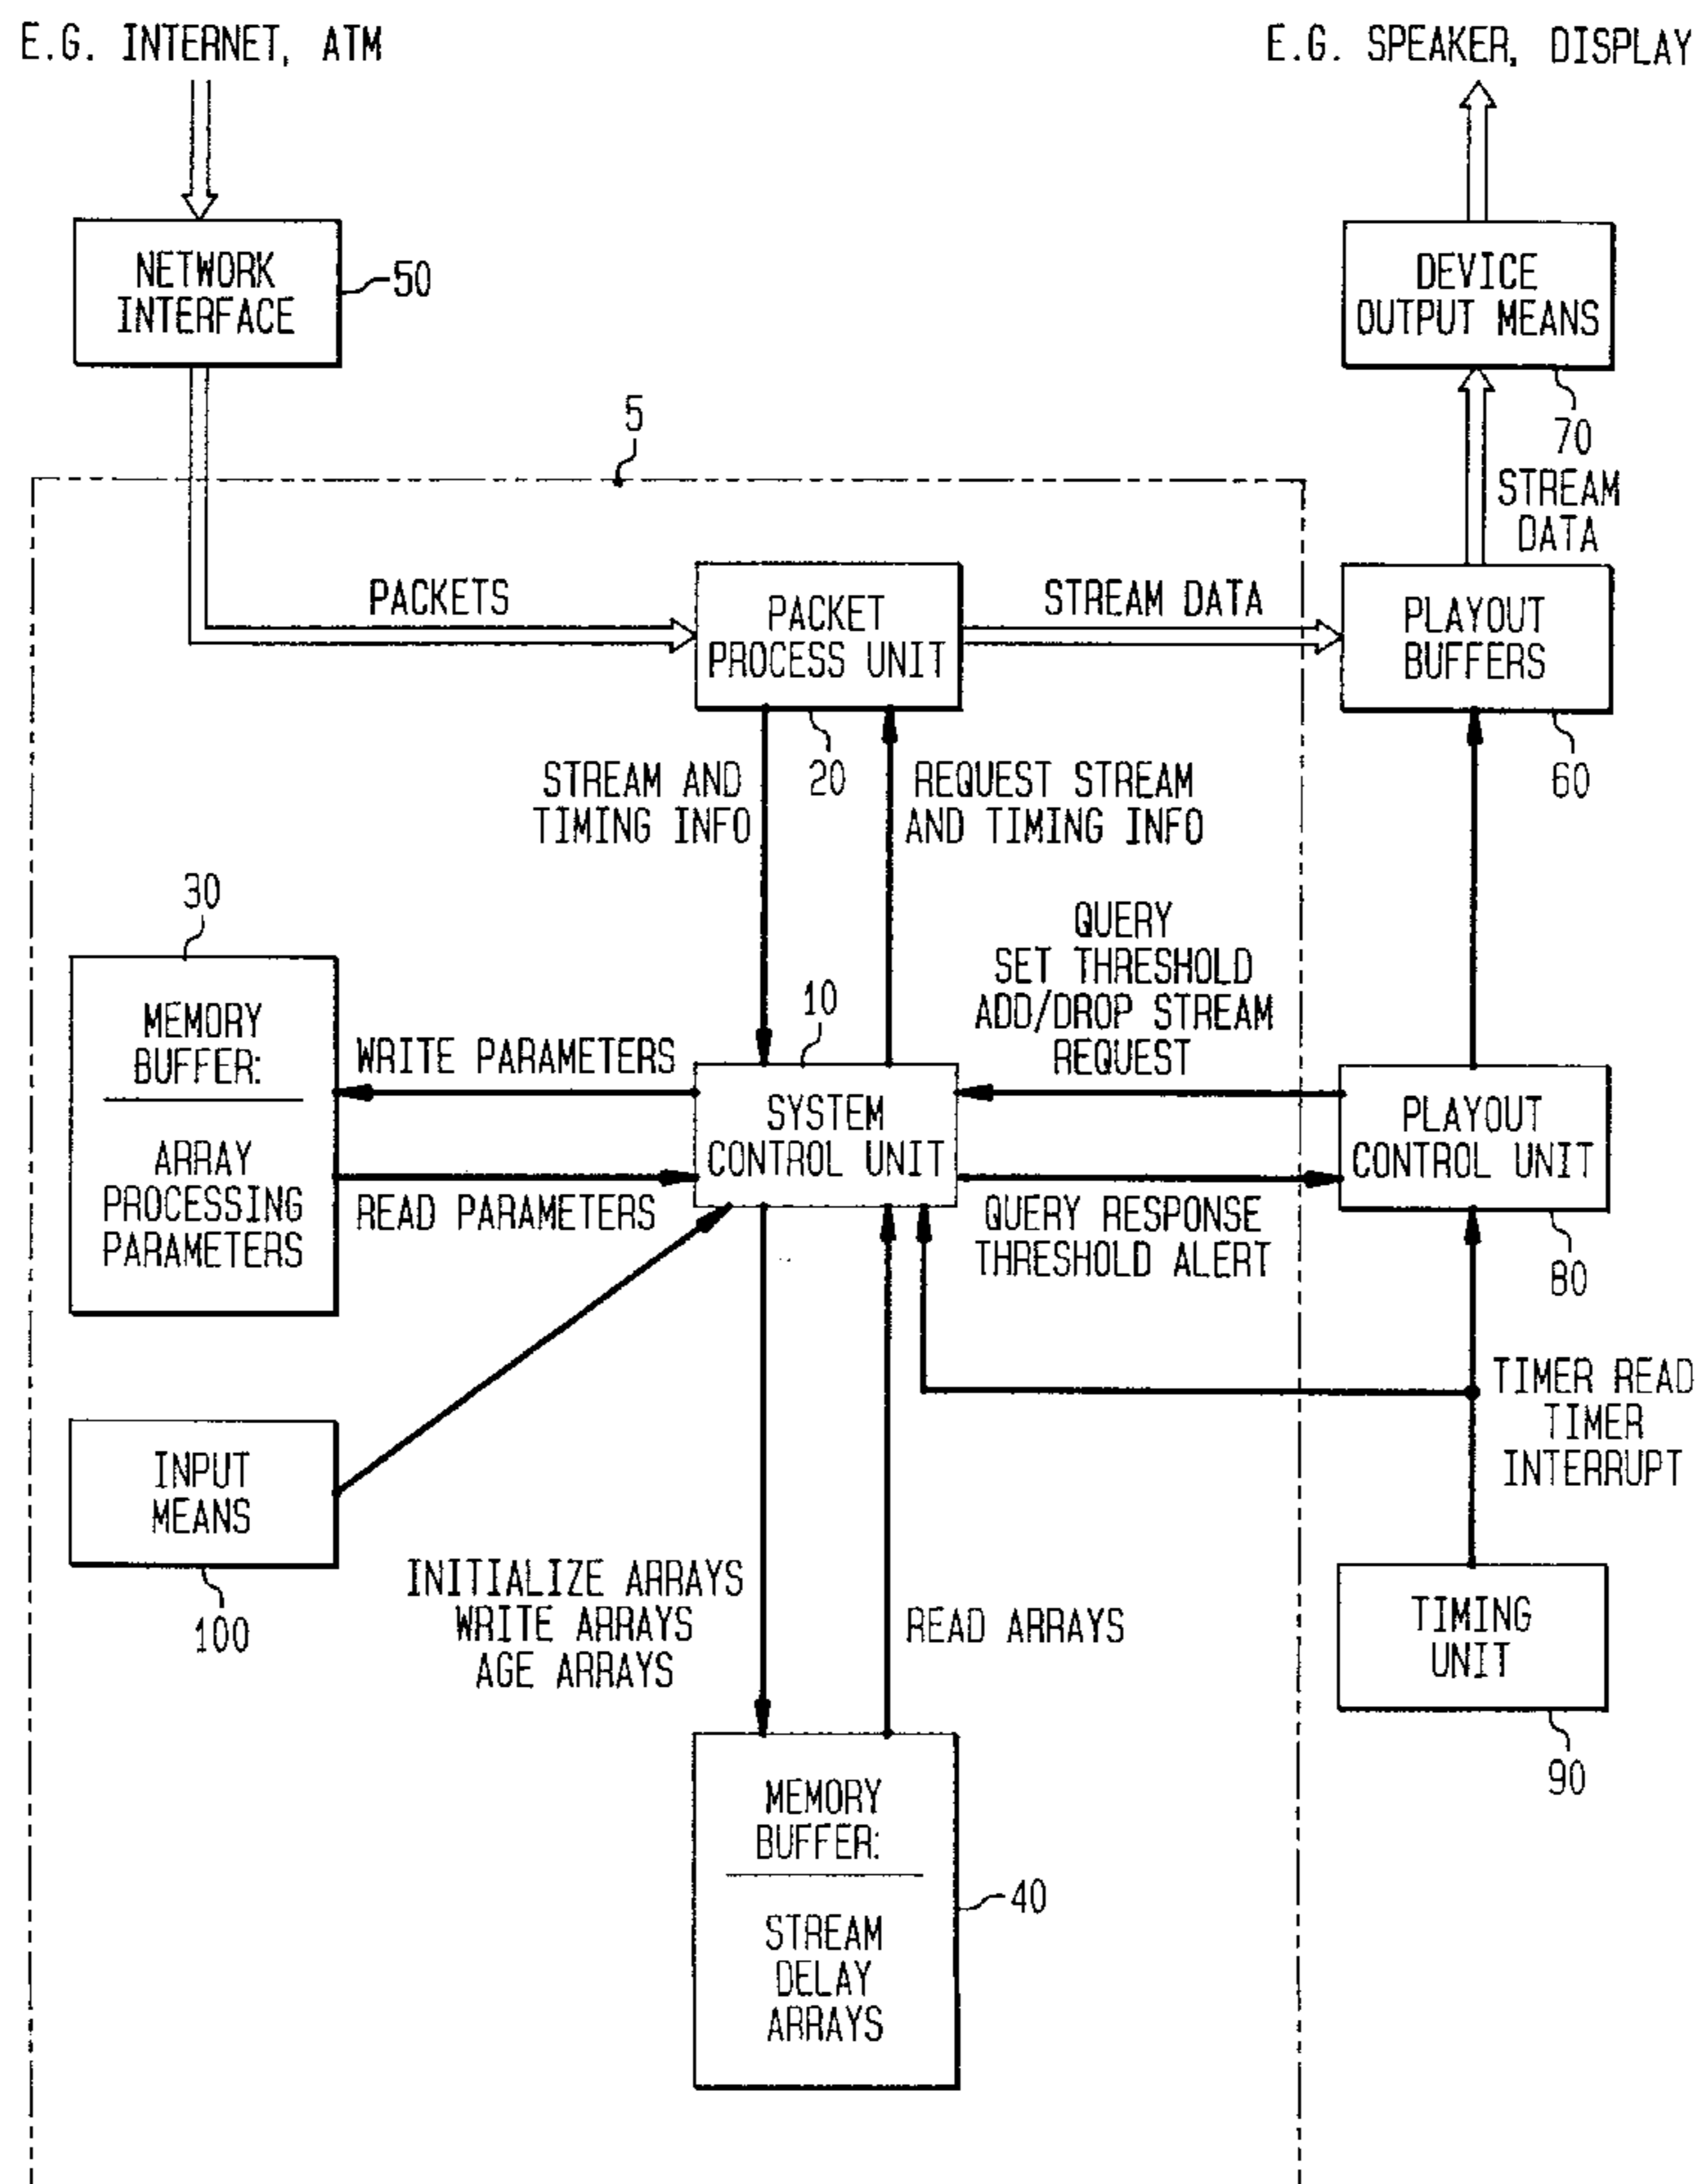 E.G. INTERNET, ATM
E.G. SPEAKER, DISPLAY
NETWORK
INTERFACE
50
DEVICE
OUTPUT MEANS
70
5
STREAM
DATA
PACKETS
PACKET
PROCESS UNIT
20
STREAM DATA
PLAYOUT
BUFFERS
60
STREAM AND
TIMING INFO
REQUEST STREAM
AND TIMING INFO
30
MEMORY
BUFFER:
ARRAY
PROCESSING
PARAMETERS
WRITE PARAMETERS
READ PARAMETERS
10
SYSTEM
CONTROL UNIT
QUERY
SET THRESHOLD
ADD/DROP STREAM
REQUEST
QUERY RESPONSE
THRESHOLD ALERT
PLAYOUT
CONTROL UNIT
80
TIMER READ
TIMER
INTERRUPT
INPUT
MEANS
100
INITIALIZE ARRAYS
WRITE ARRAYS
AGE ARRAYS
READ ARRAYS
TIMING
UNIT
90
MEMORY
BUFFER:
STREAM
DELAY
ARRAYS
40